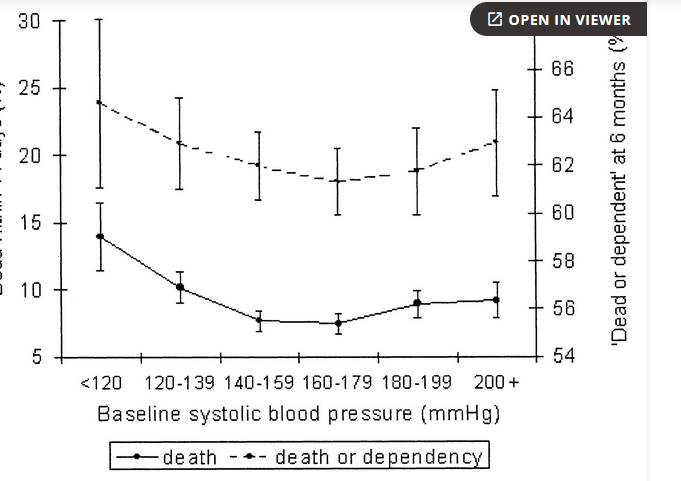 OPEN IN VIEWER
30
25
20
15
10
5
66
64
62
60
58
56
54
'Dead or dependent' at 6 months (%
<120 120-139 140-159 160-179 180-199 200+
Baseline systolic blood pressure (mmHg)
death death or dependency